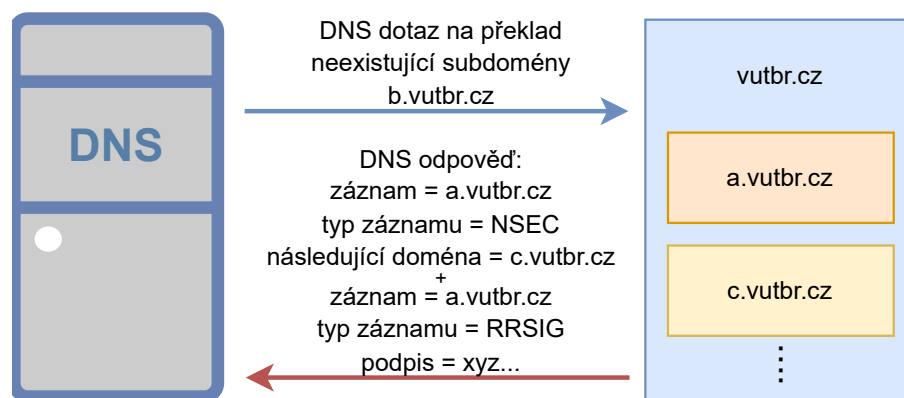 DNS
DNS dotaz na překlad
neexistující subdomény
b.vutbr.cz
DNS odpověď:
záznam = a.vutbr.cz
typ záznamu = NSEC
následující doména = c.vutbr.cz
+
záznam = a.vutbr.cz
typ záznamu = RRSIG
podpis = xyz...
vutbr.cz
a.vutbr.cz
c.vutbr.cz